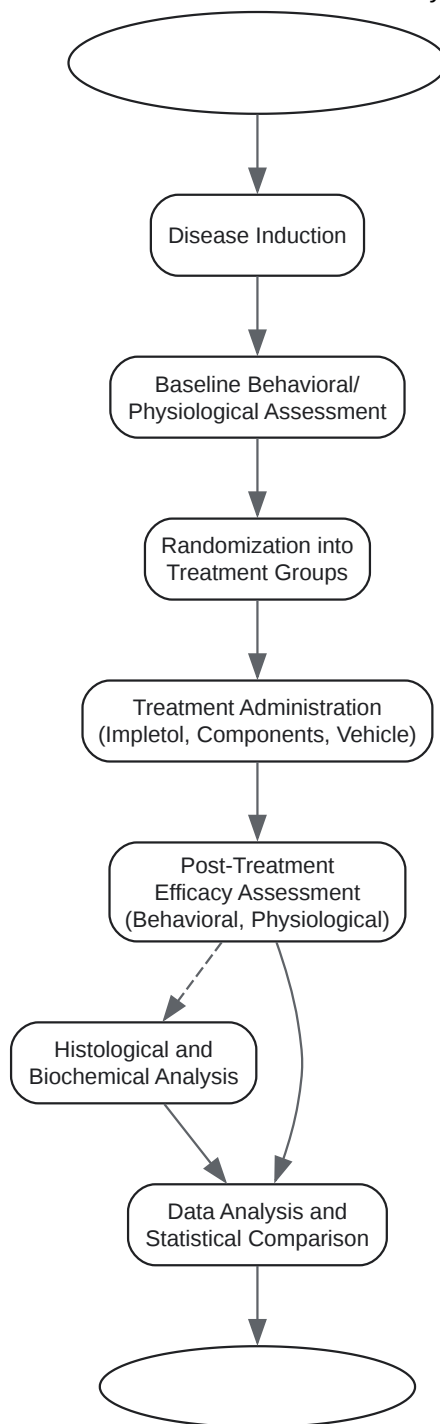 Disease Induction
Baseline Behavioral/
Physiological Assessment
Randomization into
Treatment Groups
Treatment Administration
(Impletol, Components, Vehicle)
Post-Treatment
Efficacy Assessment
(Behavioral, Physiological)
Histological and
Biochemical Analysis
Data Analysis and
Statistical Comparison